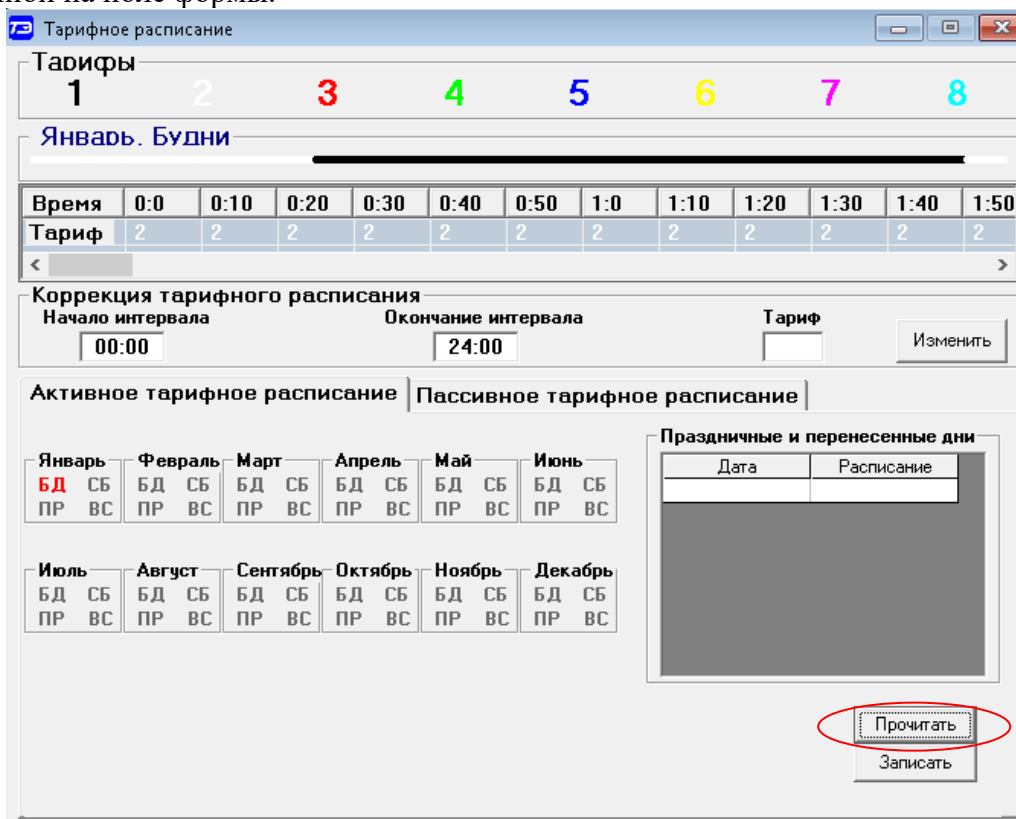 ной на поле формы.
ТЭ Тарифное расписание
Тарифы
1 2 3 4 5 6 7 8
Январь. Будни
Время 0:0 0:10 0:20 0:30 0:40 0:50 1:0 1:10 1:20 1:30 1:40 1:50
Тариф 2 2 2 2 2 2 2 2 2 2 2 2
Коррекция тарифного расписания
Начало интервала Окончание интервала Тариф
00:00 24:00 Изменить
Активное тарифное расписание Пассивное тарифное расписание
Праздничные и перенесенные дни
Дата Расписание
Январь Февраль Март Апрель Май Июнь
БД СБ БД СБ БД СБ БД СБ БД СБ БД СБ
ПР ВС ПР ВС ПР ВС ПР ВС ПР ВС ПР ВС
Июль Август Сентябрь Октябрь Ноябрь Декабрь
БД СБ БД СБ БД СБ БД СБ БД СБ БД СБ
ПР ВС ПР ВС ПР ВС ПР ВС ПР ВС ПР ВС
Прочитать
Записать